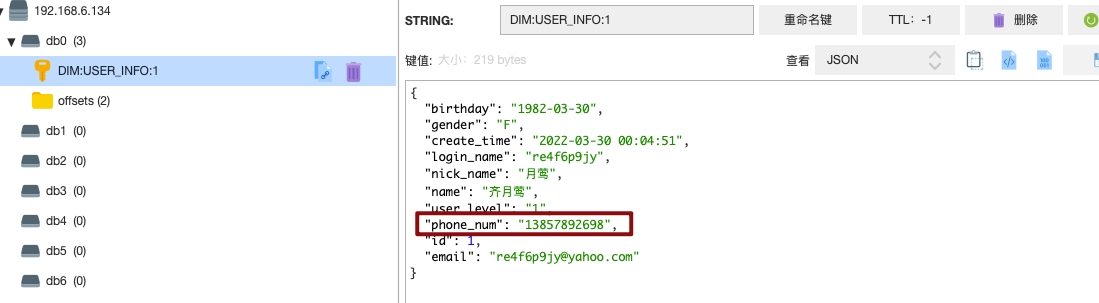 192.168.6.134
db0 (3)
DIM:USER_INFO:1
offsets (2)
db1 (0)
db2 (0)
db3 (0)
db4 (0)
db5 (0)
db6 (0)
STRING: DIM:USER_INFO:1 重命名键 TTL: -1 删除
键值: 大小: 219 bytes 查看 JSON
{
"birthday": "1982-03-30",
"gender": "F",
"create_time": "2022-03-30 00:04:51",
"login_name": "re4f6p9jy",
"nick_name": "月莺",
"name": "齐月莺",
"user_level": "1",
"phone_num": "13857892698",
"id": 1,
"email": "re4f6p9jy@yahoo.com"
}